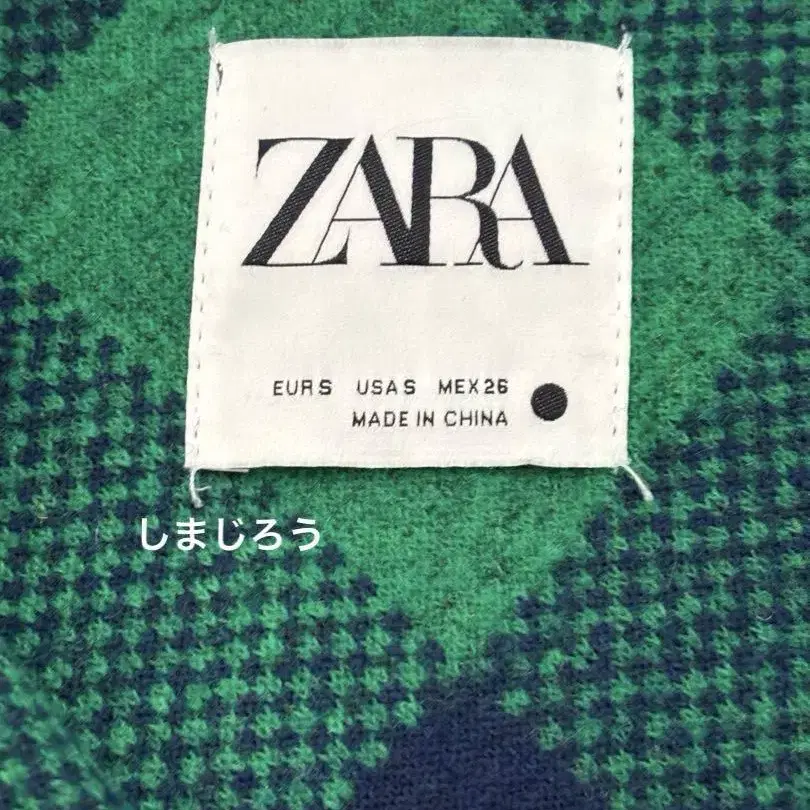 ZARA
EUR S USA S MEX 26
MADE IN CHINA
しまじろう